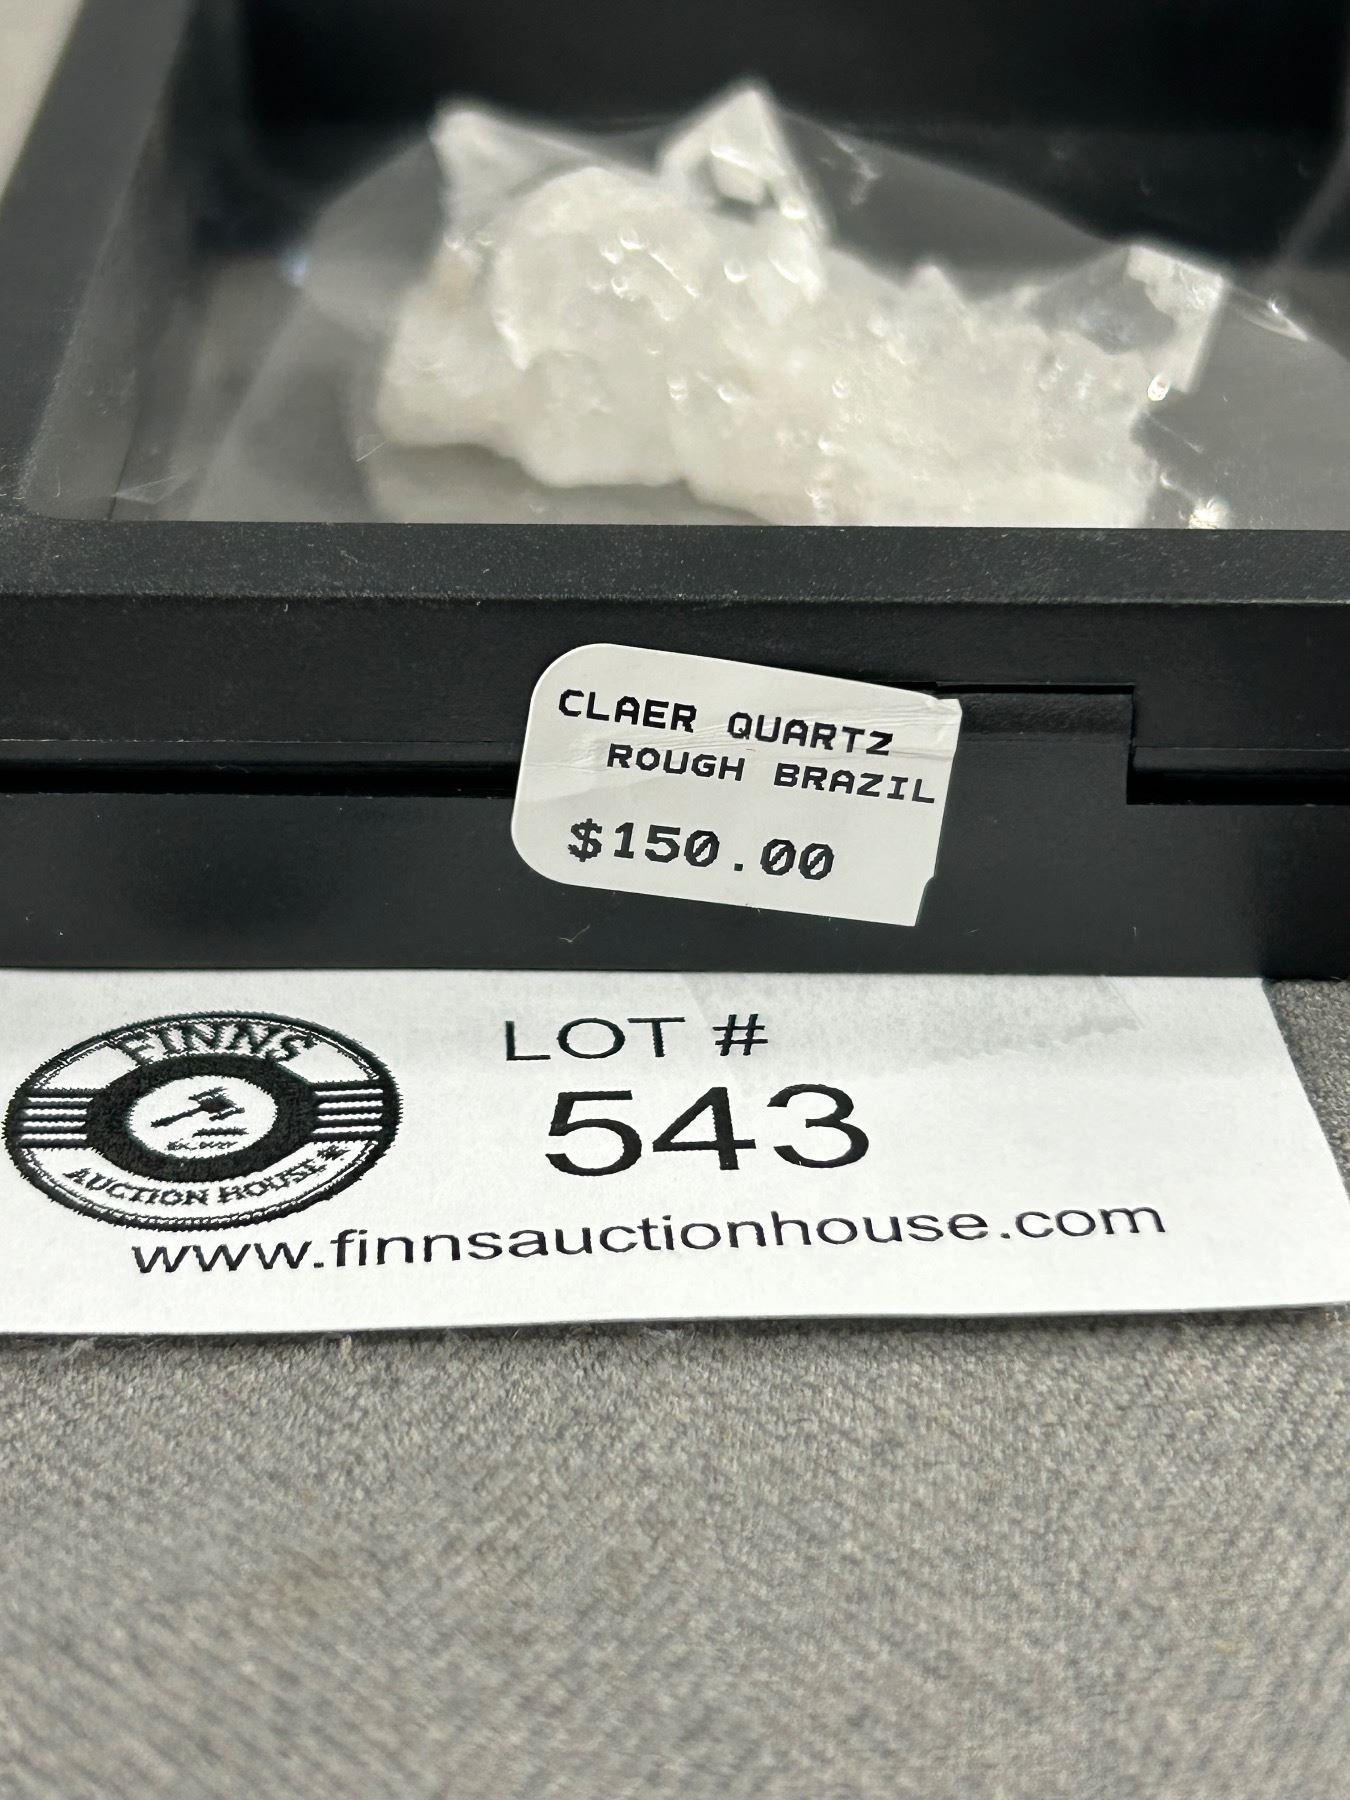 CLAER QUARTZ
ROUGH BRAZIL
$150.00
FINNS
AUCTION HOUSE
LOT #
543
www.finnsauctionhouse.com